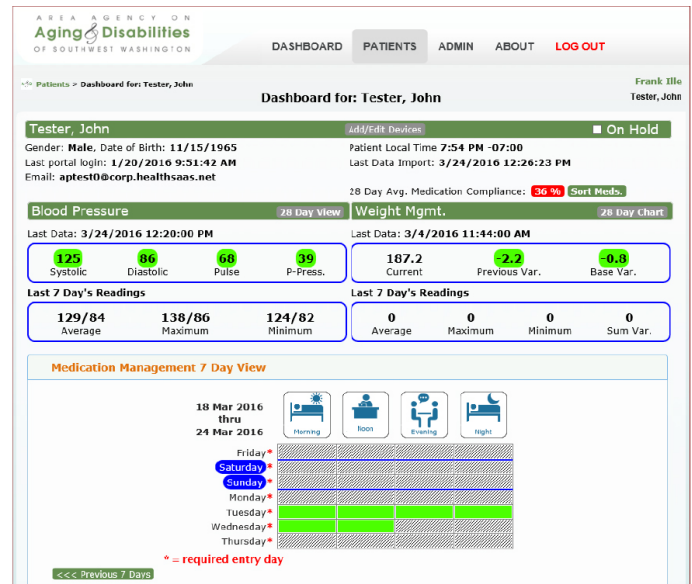 AREA AGENCY ON
Aging & Disabilities
OF SOUTHWEST WASHINGTON
DASHBOARD PATIENTS ADMIN ABOUT LOG OUT
Patients > Dashboard for: Tester, John
Frank Ille
Dashboard for: Tester, John
Tester, John
Tester, John Add/Edit Devices On Hold
Gender: Male, Date of Birth: 11/15/1965 Patient Local Time 7:54 PM -07:00
Last portal login: 1/20/2016 9:51:42 AM Last Data Import: 3/24/2016 12:26:23 PM
Email: aptest0@corp.healthsaas.net
28 Day Avg. Medication Compliance: 36 % Sort Meds.
Blood Pressure 28 Day View Weight Mgmt. 28 Day Chart
Last Data: 3/24/2016 12:20:00 PM Last Data: 3/4/2016 11:44:00 AM
125 86 68 39 187.2 -2.2 -0.8
Systolic Diastolic Pulse P-Press. Current Previous Var. Base Var.
Last 7 Day's Readings Last 7 Day's Readings
129/84 138/86 124/82 0 0 0 0
Average Maximum Minimum Average Maximum Minimum Sum Var.
Medication Management 7 Day View
18 Mar 2016
thru
24 Mar 2016
Morning Noon Evening Night
Friday*
Saturday*
Sunday*
Monday*
Tuesday*
Wednesday*
Thursday*
* = required entry day
<<< Previous 7 Days